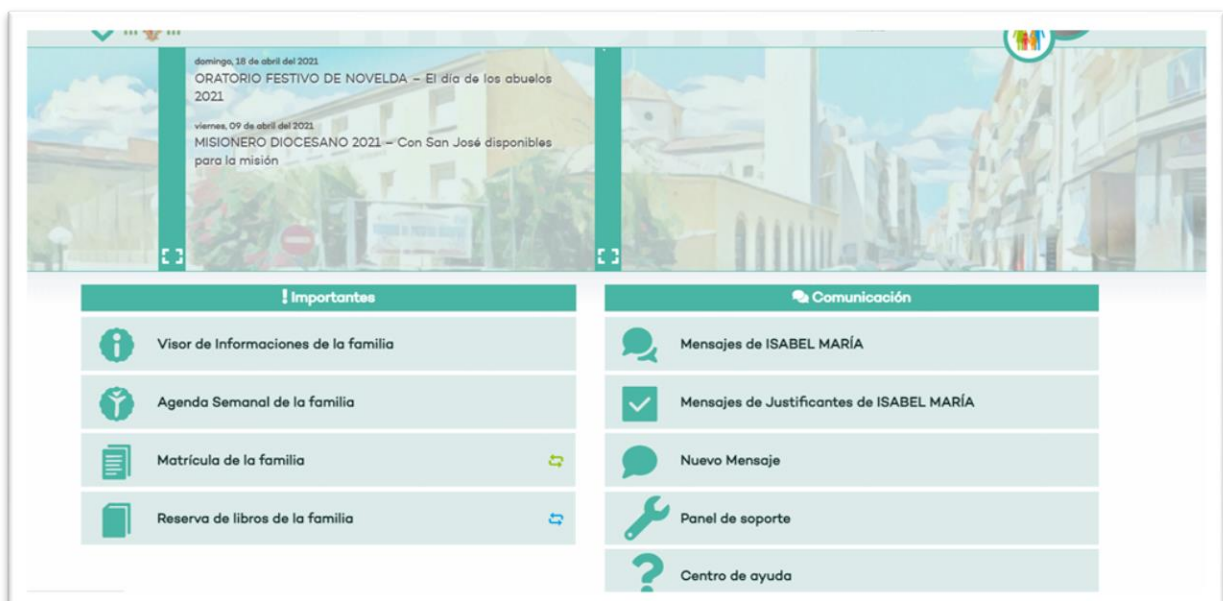 domingo, 18 de abril del 2021
ORATORIO FESTIVO DE NOVELDA – El día de los abuelos
2021
viernes, 09 de abril del 2021
MISIONERO DIOCESANO 2021 – Con San José disponibles
para la misión
! Importantes
Visor de Informaciones de la familia
Agenda Semanal de la familia
Matrícula de la familia
Reserva de libros de la familia
Comunicación
Mensajes de ISABEL MARÍA
Mensajes de Justificantes de ISABEL MARÍA
Nuevo Mensaje
Panel de soporte
Centro de ayuda